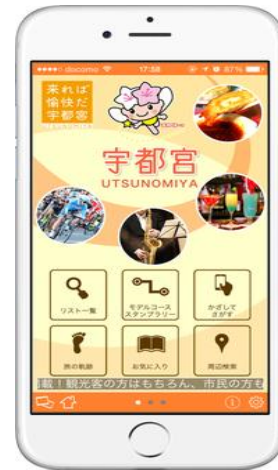 docomo 17:58 87%
来れば
愉快だ
宇都宮
宇都宮
UTSUNOMIYA
リスト一覧
モデルコース
スタンプラリー
かざして
さがす
旅の軌跡
お気に入り
周辺検索
載！観光客の方はもちろん、市民の方も